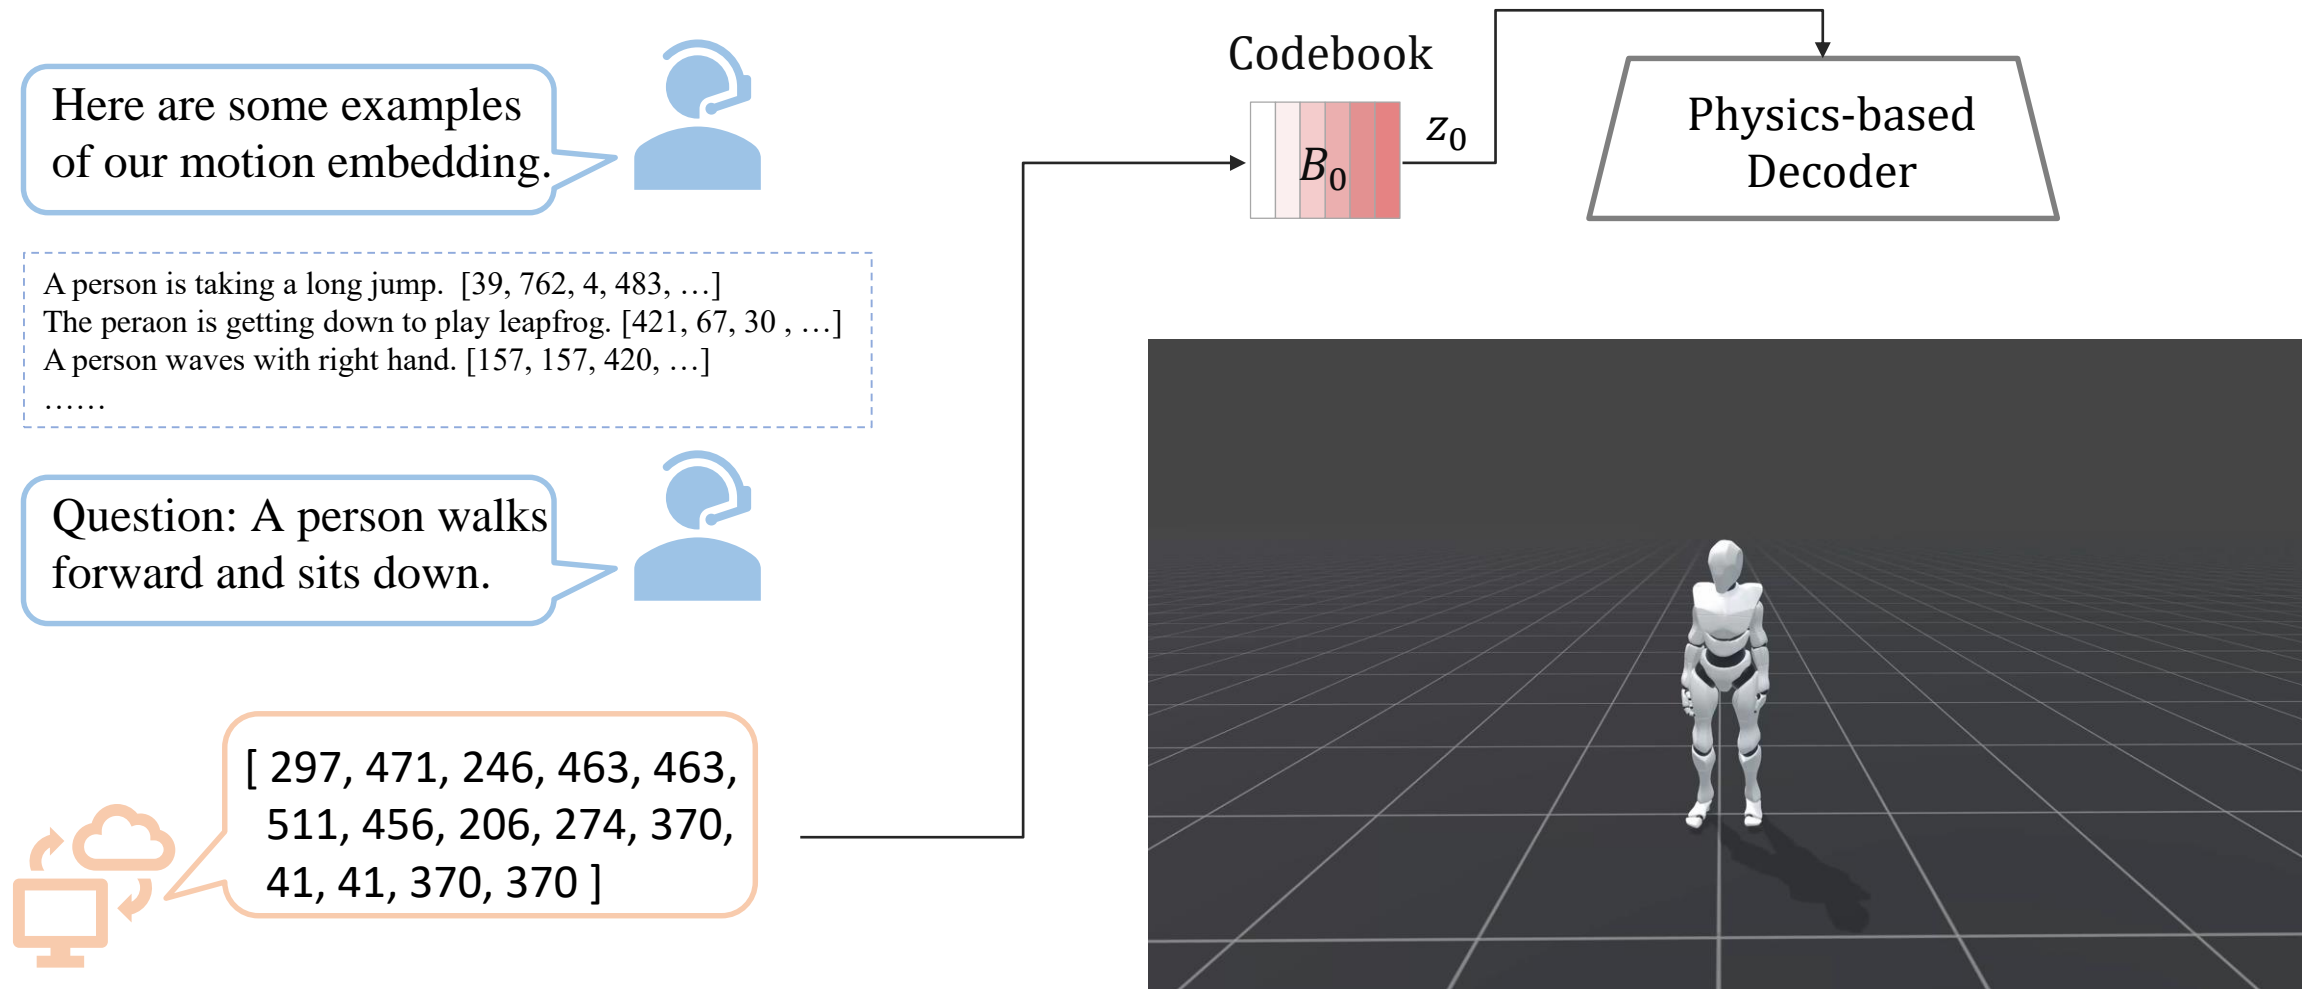 Here are some examples
of our motion embedding.
A person is taking a long jump.  [39, 762, 4, 483, …]
The peraon is getting down to play leapfrog. [421, 67, 30 , …]
A person waves with right hand. [157, 157, 420, …]
……
Question: A person walks
forward and sits down.
[ 297, 471, 246, 463, 463,
511, 456, 206, 274, 370,
41, 41, 370, 370 ]
Codebook
B₀
z₀
Physics-based
Decoder